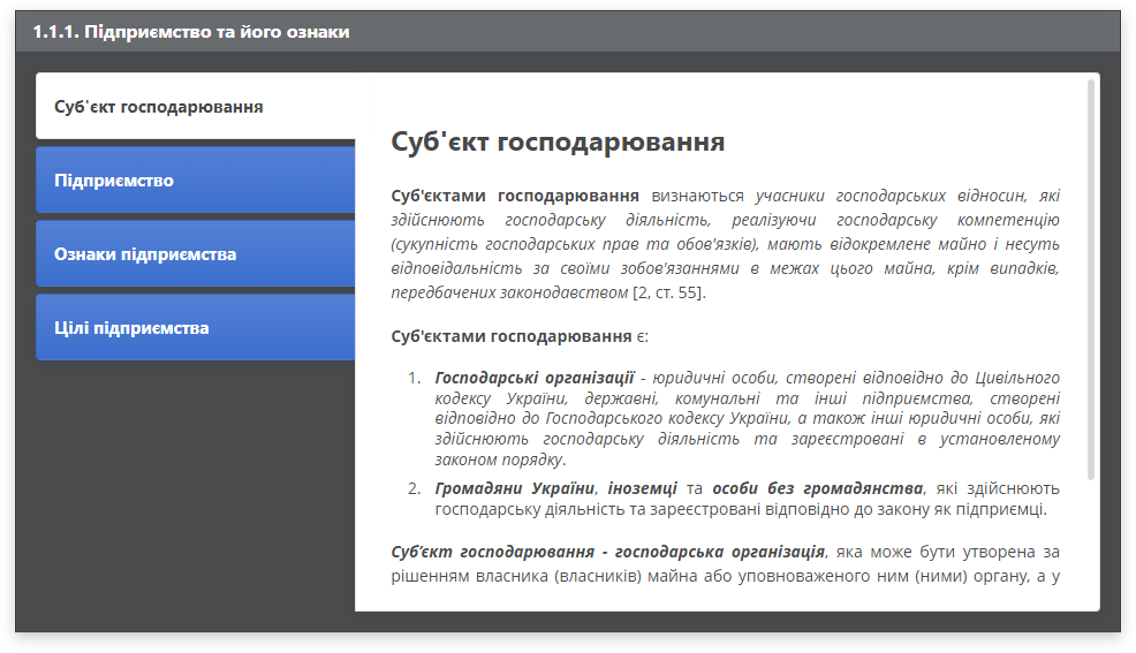 1.1.1. Підприємство та його ознаки
Суб'єкт господарювання
Підприємство
Ознаки підприємства
Цілі підприємства
Суб'єкт господарювання
Суб'єктами господарювання визнаються учасники господарських відносин, які
здійснюють господарську діяльність, реалізуючи господарську компетенцію
(сукупність господарських прав та обов'язків), мають відокремлене майно і несуть
відповідальність за своїми зобов'язаннями в межах цього майна, крім випадків,
передбачених законодавством [2, ст. 55].
Суб'єктами господарювання є:
1. Господарські організації - юридичні особи, створені відповідно до Цивільного
кодексу України, державні, комунальні та інші підприємства, створені
відповідно до Господарського кодексу України, а також інші юридичні особи, які
здійснюють господарську діяльність та зареєстровані в установленому
законом порядку.
2. Громадяни України, іноземці та особи без громадянства, які здійснюють
господарську діяльність та зареєстровані відповідно до закону як підприємці.
Суб’єкт господарювання - господарська організація, яка може бути утворена за
рішенням власника (власників) майна або уповноваженого ним (ними) органу, а у